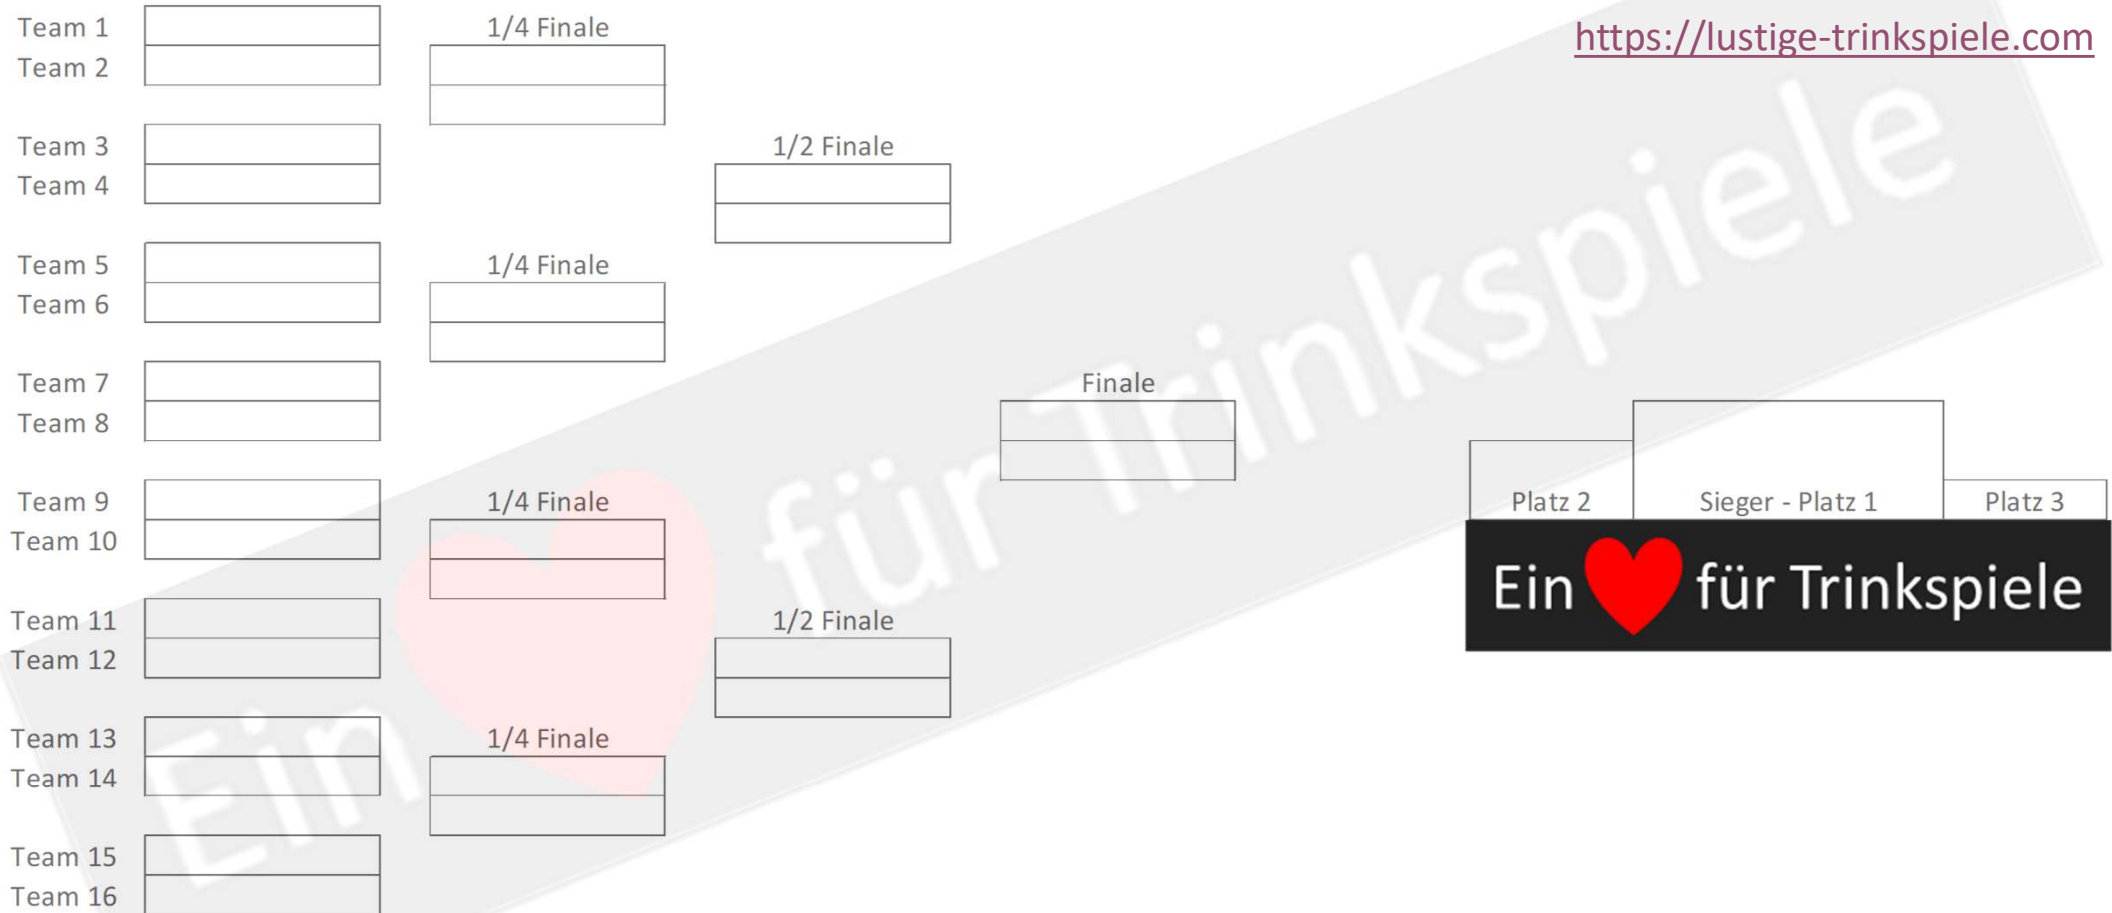 https://lustige-trinkspiele.com
Team 1
Team 2
1/4 Finale
Team 3
Team 4
1/2 Finale
Team 5
Team 6
1/4 Finale
Team 7
Team 8
Finale
Team 9
Team 10
1/4 Finale
Team 11
Team 12
1/2 Finale
Team 13
Team 14
1/4 Finale
Team 15
Team 16
Platz 2
Sieger - Platz 1
Platz 3
Ein für Trinkspiele
Ein für Trinkspiele